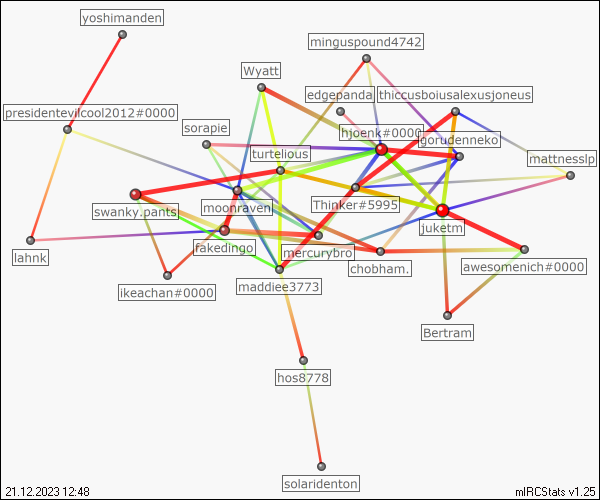 yoshimanden
minguspound4742
Wyatt
edgepanda
thiccusboiusalexusjoneus
presidentevilcool2012#0000
sorapie
hjoenk#0000
gorudenneko
turtelious
mattnesslp
swanky.pants
moonraven
Thinker#5995
juketm
lahnk
fakedingo
mercurybro
chobham.
awesomenich#0000
ikeachan#0000
maddiee3773
Bertram
hos8778
solaridenton
21.12.2023 12:48
mIRCStats v1.25